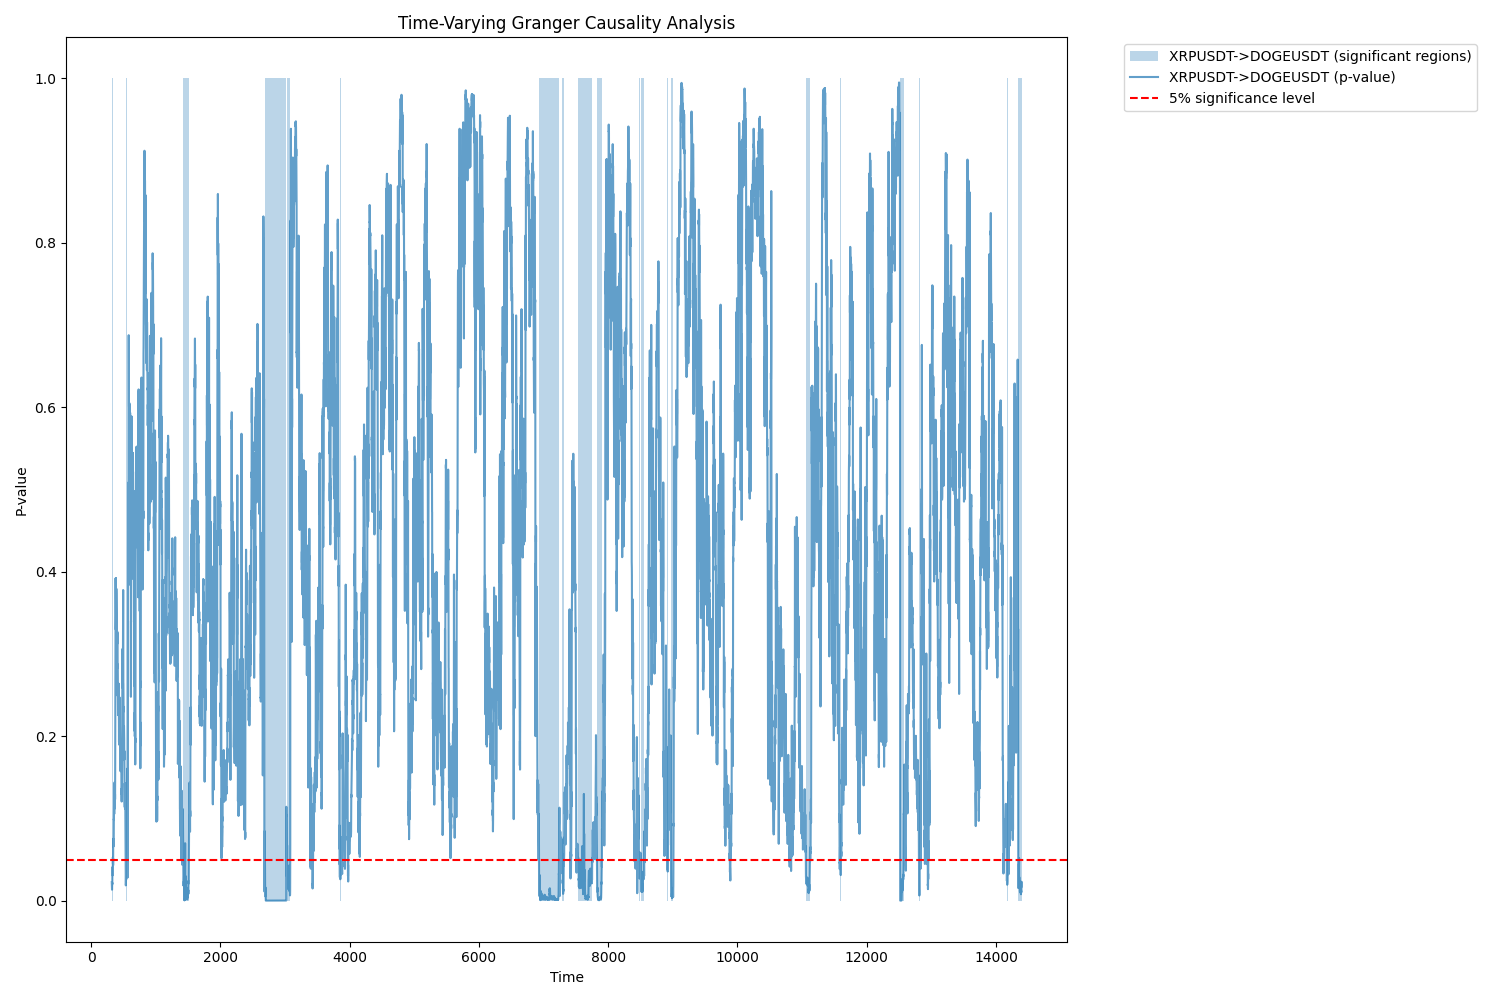 Time-Varying Granger Causality Analysis
XRPUSDT->DOGEUSDT (significant regions)
XRPUSDT->DOGEUSDT (p-value)
5% significance level
P-value
1.0
0.8
0.6
0.4
0.2
0.0
0 2000 4000 6000 8000 10000 12000 14000
Time